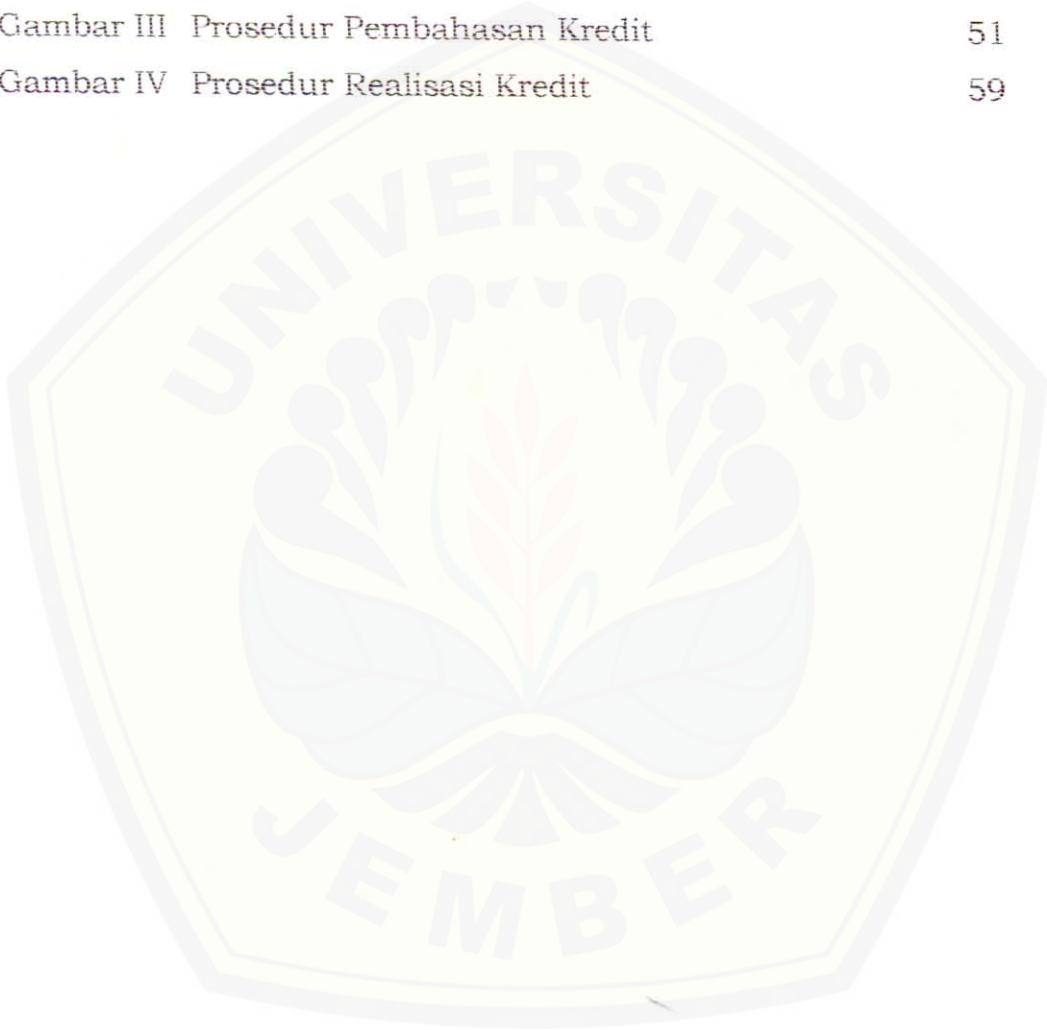 Gambar III Prosedur Pembahasan Kredit 51
Gambar IV Prosedur Realisasi Kredit 59
UNIVERSITAS
JEMBER